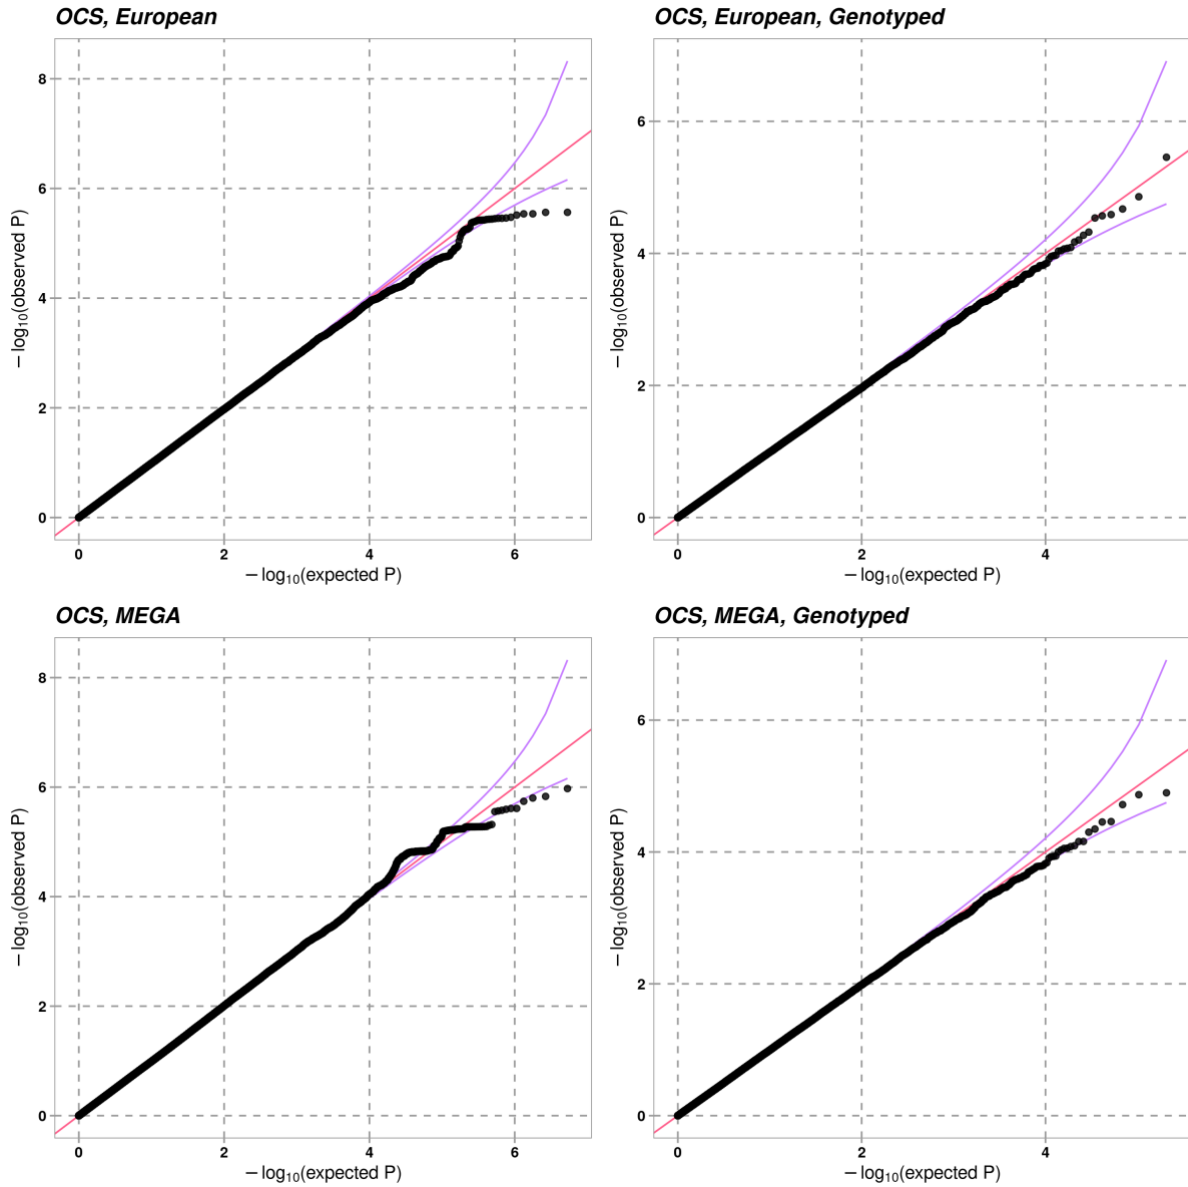 OCS, European
8
6
4
2
0
0 2 4 6
−log10(expected P)
−log10(observed P)
OCS, European, Genotyped
6
4
2
0
0 2 4
−log10(expected P)
−log10(observed P)
OCS, MEGA
8
6
4
2
0
0 2 4 6
−log10(expected P)
−log10(observed P)
OCS, MEGA, Genotyped
6
4
2
0
0 2 4
−log10(expected P)
−log10(observed P)